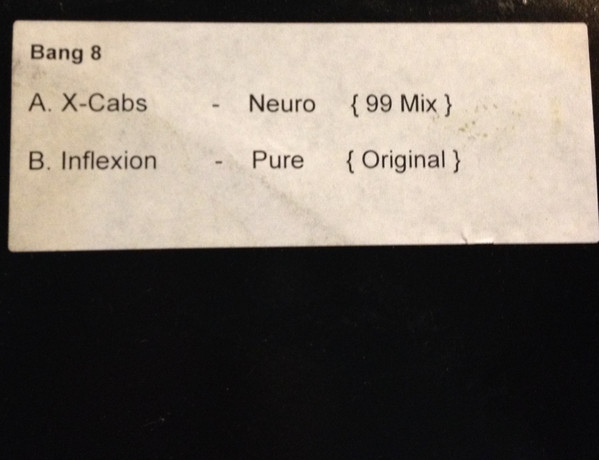 Bang 8
A. X-Cabs - Neuro { 99 Mix }
B. Inflexion - Pure { Original }